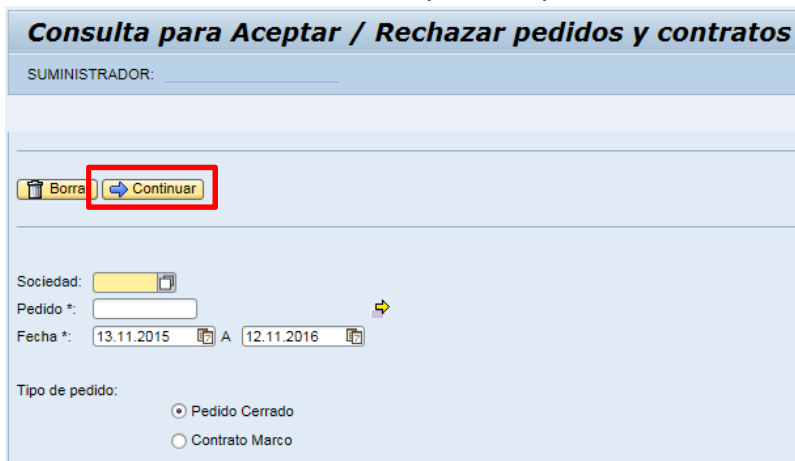 Consulta para Aceptar / Rechazar pedidos y contratos
SUMINISTRADOR:
Borra Continuar
Sociedad:
Pedido *:
Fecha *: 13.11.2015 A 12.11.2016
Tipo de pedido:
Pedido Cerrado
Contrato Marco